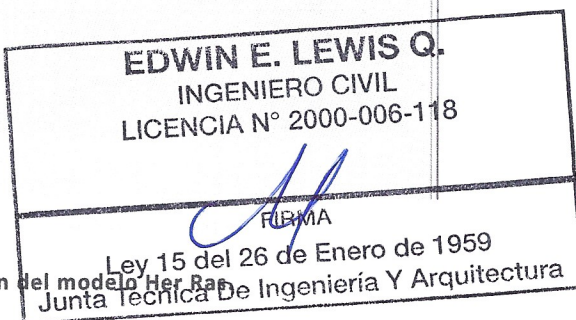 EDWIN E. LEWIS Q.
INGENIERO CIVIL
LICENCIA N° 2000-006-118
FIRMA
Ley 15 del 26 de Enero de 1959
n del modelo Her Ras.
Junta Técnica De Ingeniería Y Arquitectura